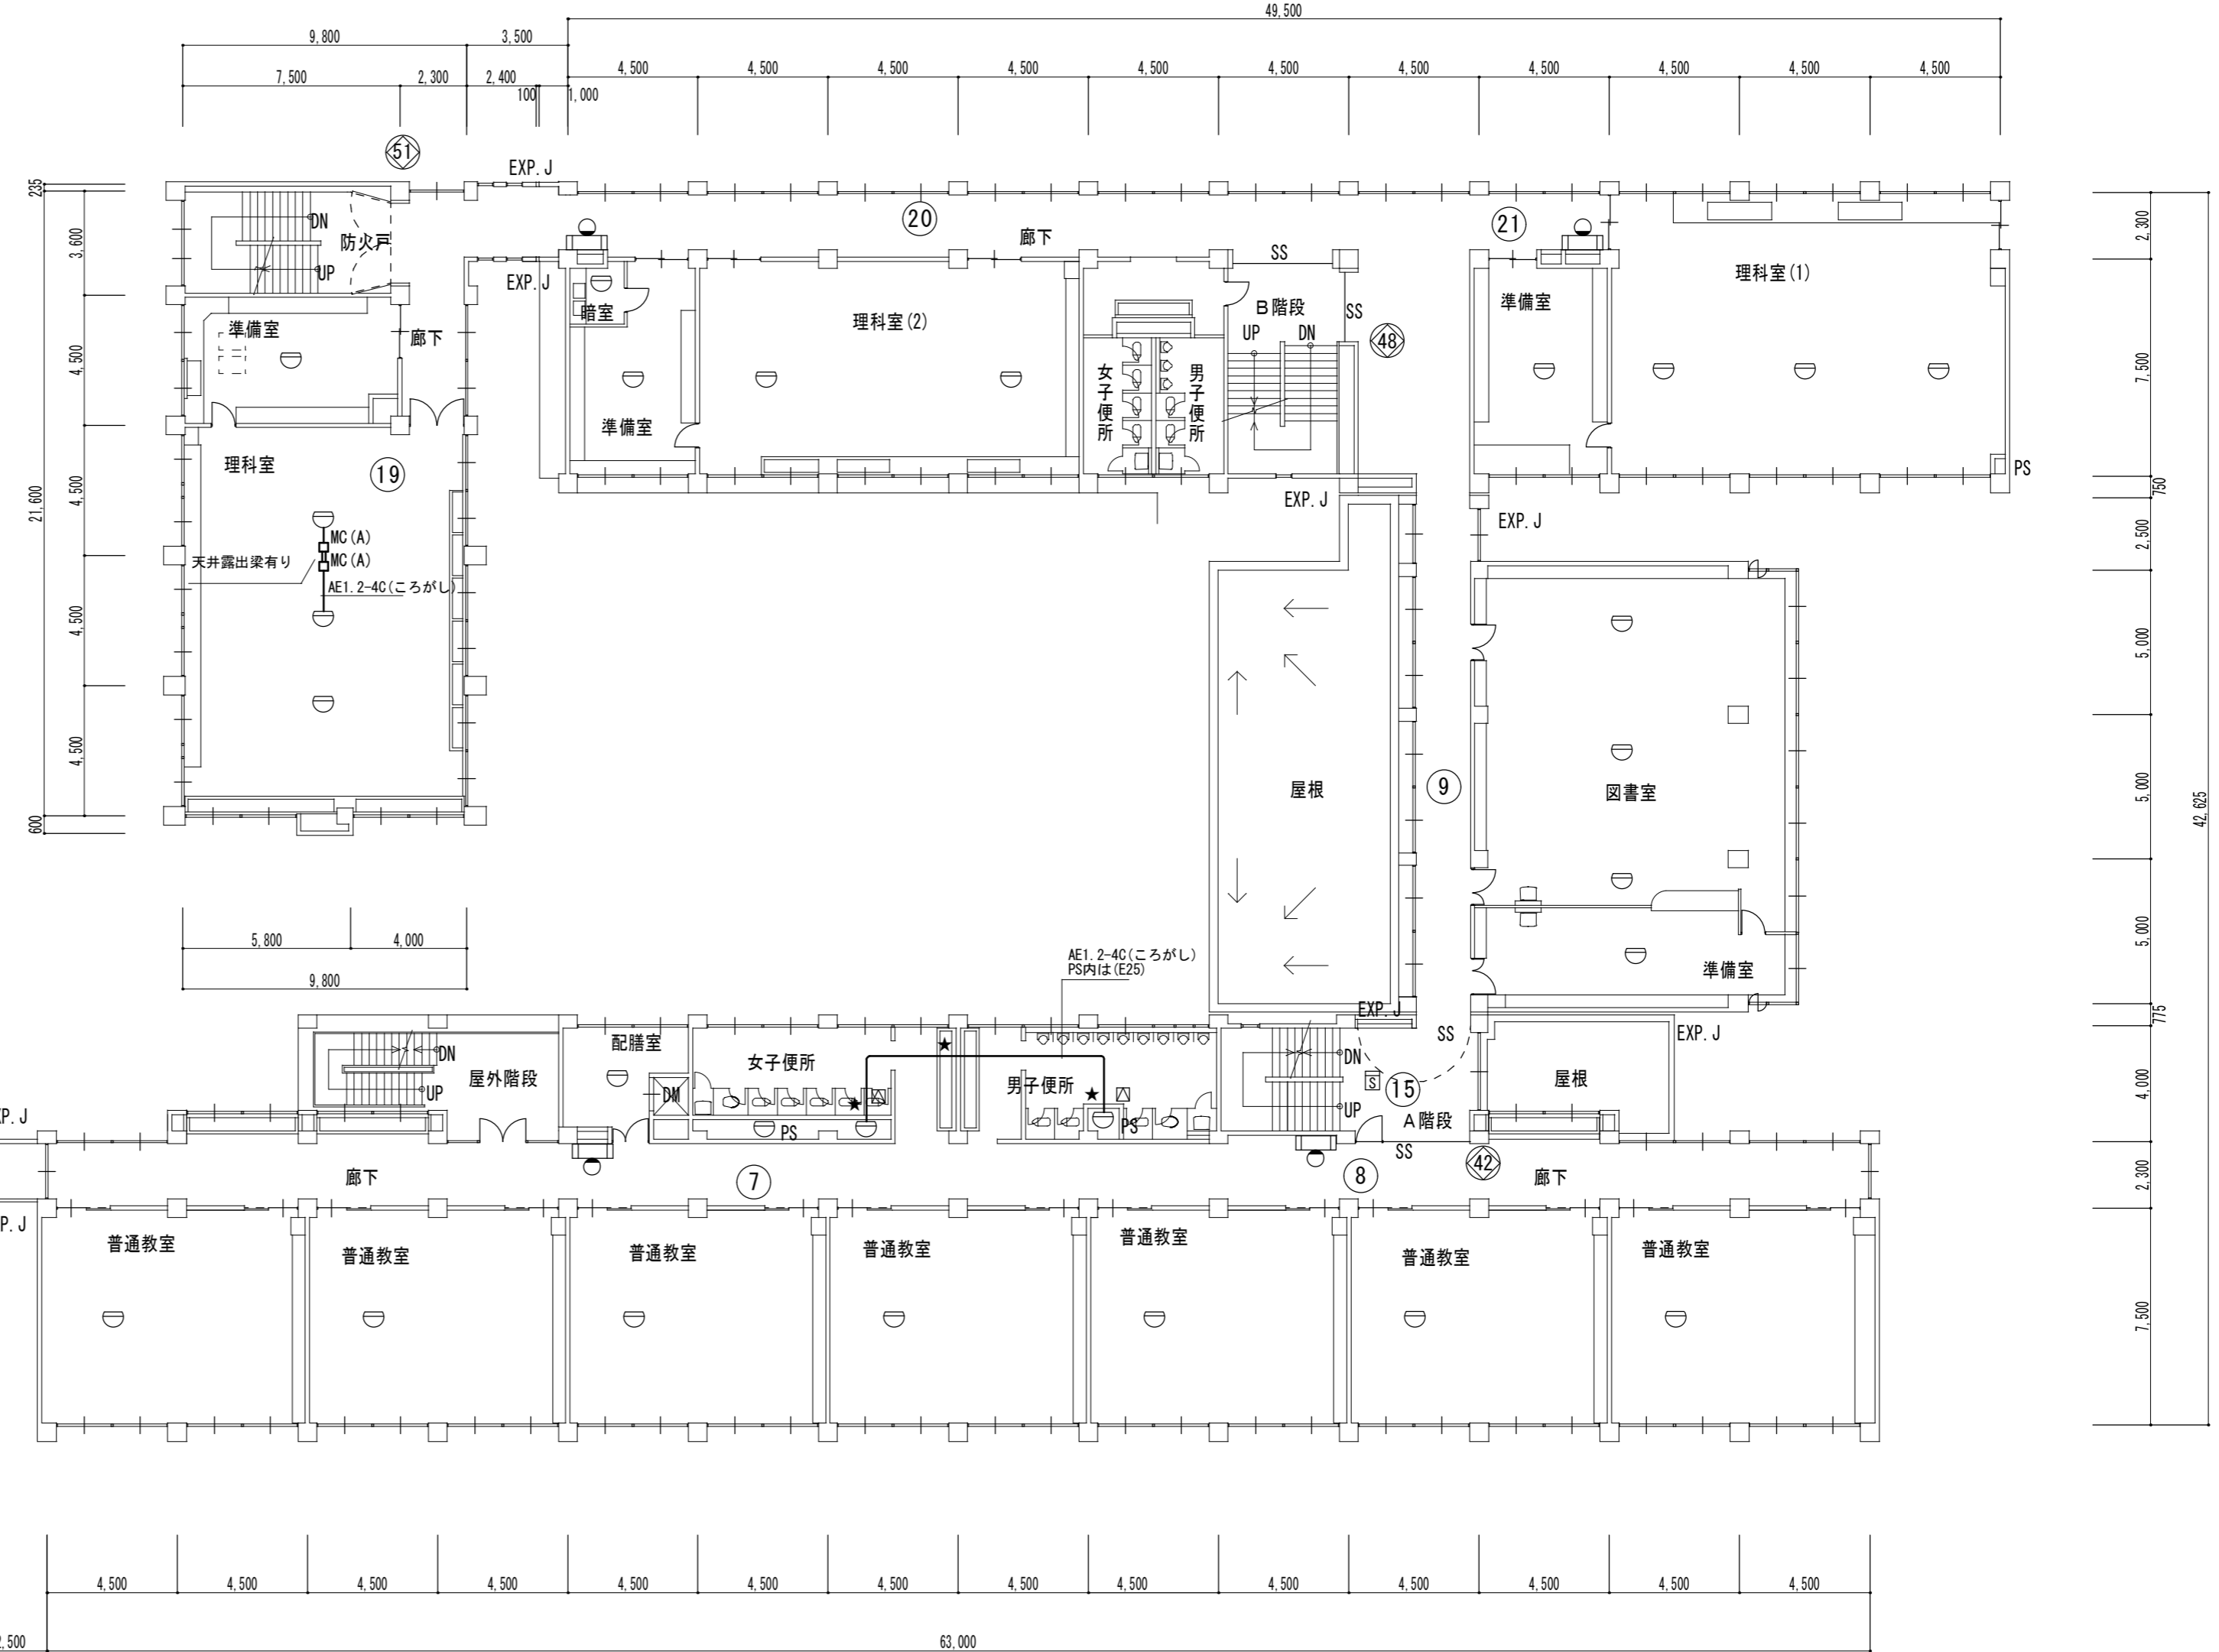 49,500
9,800
3,500
4,500
4,500
4,500
4,500
4,500
4,500
4,500
4,500
4,500
4,500
4,500
7,500
2,300
2,400
100
1,000
51
EXP. J
235
20
21
DN
防火戸
UP
廊下
SS
3,600
2,300
EXP. J
理科室(1)
準備室
暗室
理科室(2)
B階段
SS
準備室
廊下
UP
DN
48
4,500
女子便所
男子便所
7,500
準備室
理科室
19
PS
EXP. J
750
4,500
21,600
EXP. J
2,500
MC(A)
MC(A)
天井露出梁有り
AE1.2-4C(ころがし)
4,500
5,000
4,500
屋根
9
図書室
5,000
42,625
600
5,800
4,000
9,800
AE1.2-4C(ころがし)
PS内は(E25)
5,000
準備室
EXP. J
775
配膳室
SS
EXP. J
DN
屋外階段
UP
女子便所
★
DM
★
男子便所
★
DN
S
15
UP
A階段
屋根
4,000
XP. J
PS
PS
SS
42
廊下
7
8
廊下
2,300
P. J
普通教室
普通教室
普通教室
普通教室
普通教室
普通教室
普通教室
7,500
4,500
4,500
4,500
4,500
4,500
4,500
4,500
4,500
4,500
4,500
4,500
4,500
4,500
4,500
2,500
63,000